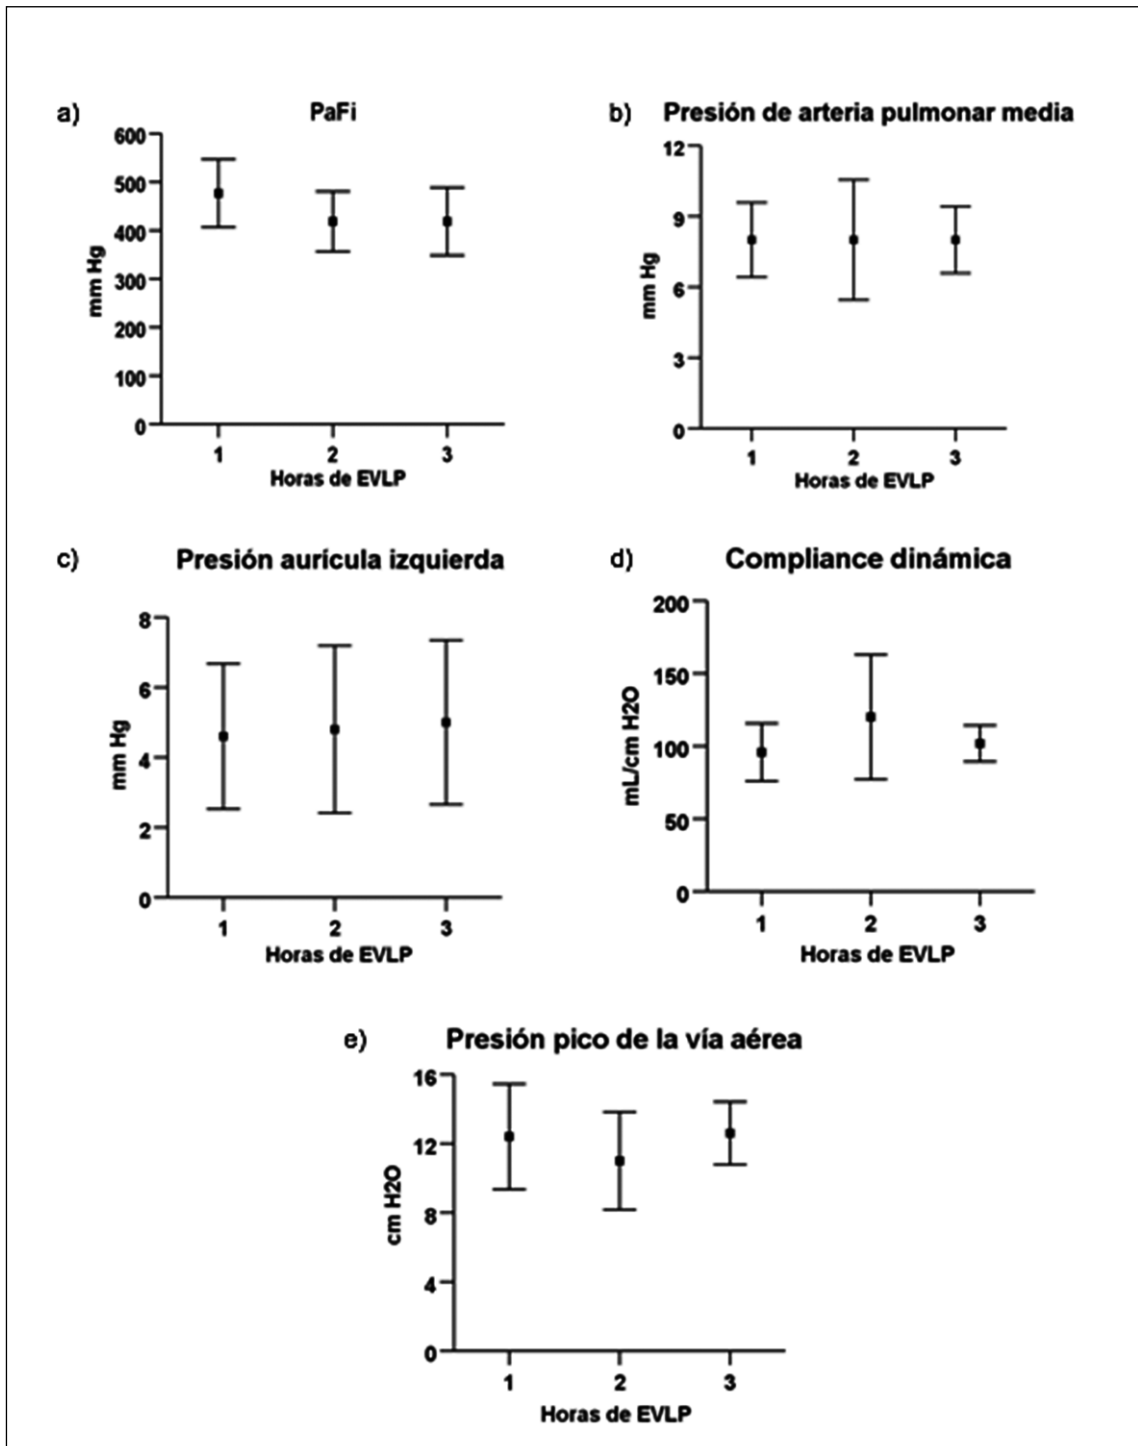 a)
PaFi
600
500
400
300
200
100
0
mm Hg
1 2 3
Horas de EVLP
b)
Presión de arteria pulmonar media
12
9
6
3
0
mm Hg
1 2 3
Horas de EVLP
c)
Presión aurícula izquierda
8
6
4
2
0
mm Hg
1 2 3
Horas de EVLP
d)
Compliance dinámica
200
150
100
50
0
mL/cm H2O
1 2 3
Horas de EVLP
e)
Presión pico de la vía aérea
16
12
8
4
0
cm H2O
1 2 3
Horas de EVLP